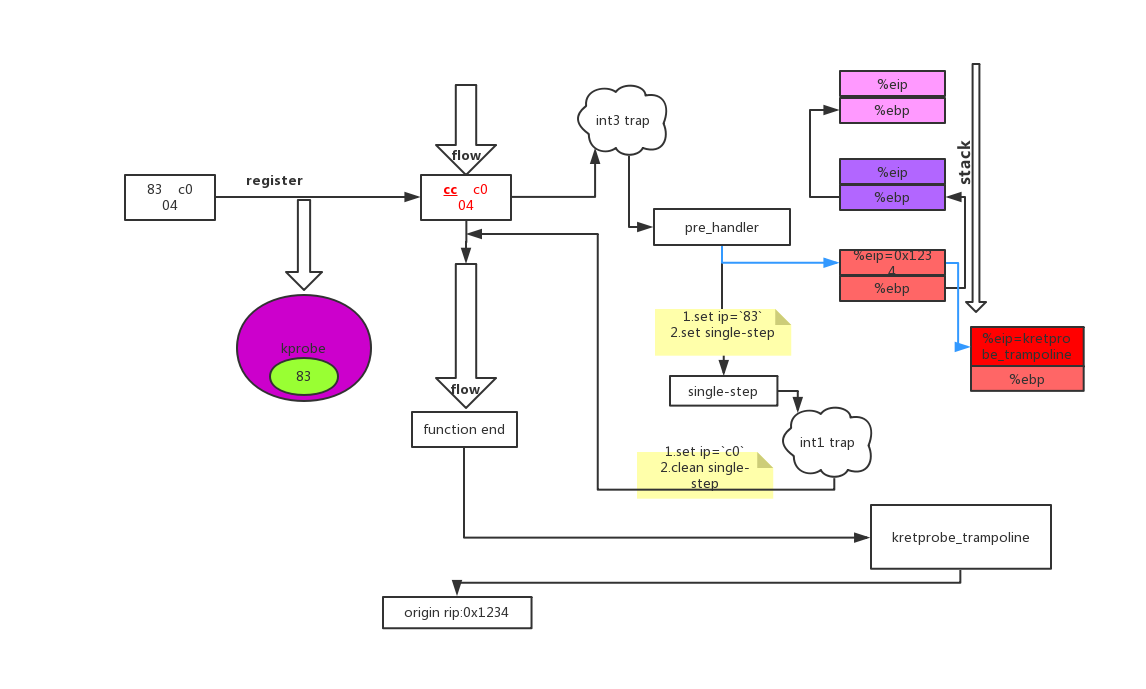 %eip
%ebp
int3 trap
flow
stack
%eip
%ebp
register
83 c0
04
cc c0
04
pre_handler
%eip=0x123
4
%ebp
1.set ip=`83`
2.set single-step
%eip=kretpro
be_trampoline
%ebp
kprobe
83
flow
single-step
function end
int1 trap
1.set ip=`c0`
2.clean single-
step
kretprobe_trampoline
origin rip:0x1234